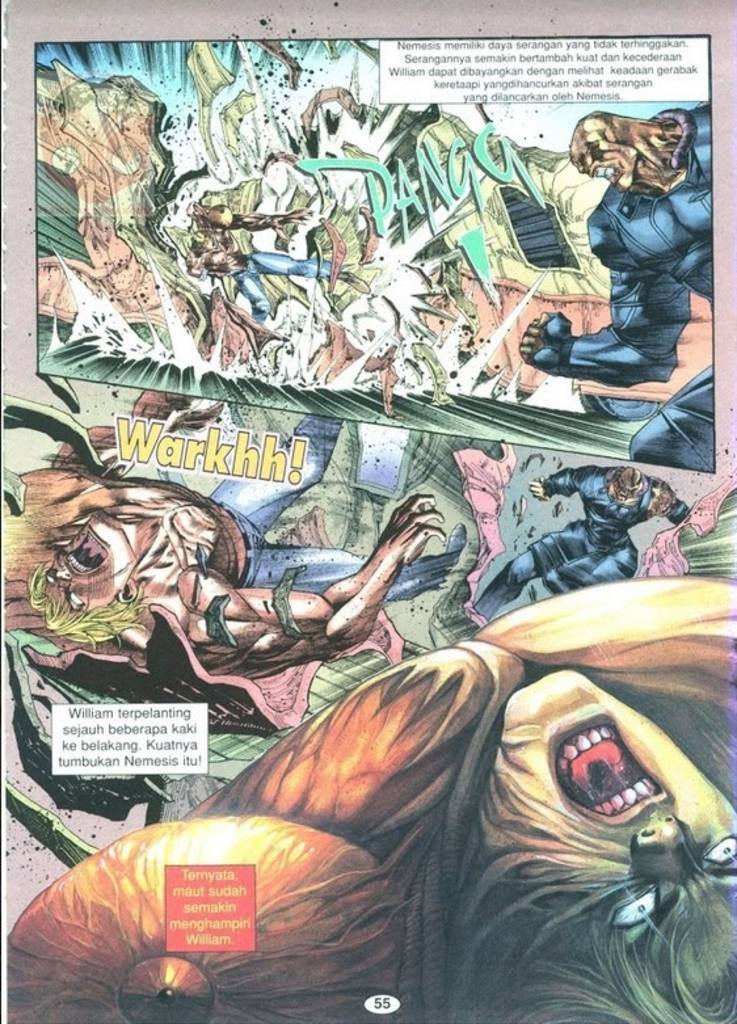 Nemesis memiliki daya serangan yang tidak terhinggakan.
Serangannya semakin bertambah kuat dan kecederaan
William dapat dibayangkan dengan melihat keadaan gerabak
keretaapi yangdihancurkan akibat serangan
yang dilancarkan oleh Nemesis.
PANGG
!
Warkhh!
William terpelanting
sejauh beberapa kaki
ke belakang. Kuatnya
tumbukan Nemesis itu!
Ternyata,
maut sudah
semakin
menghampiri
William.
55